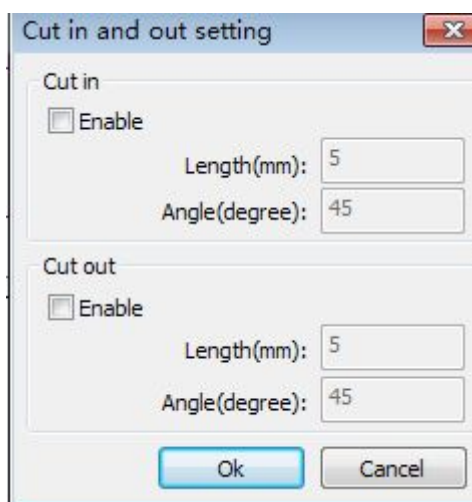 Cut in and out setting
Cut in
Enable
Length(mm): 5
Angle(degree): 45
Cut out
Enable
Length(mm): 5
Angle(degree): 45
Ok Cancel